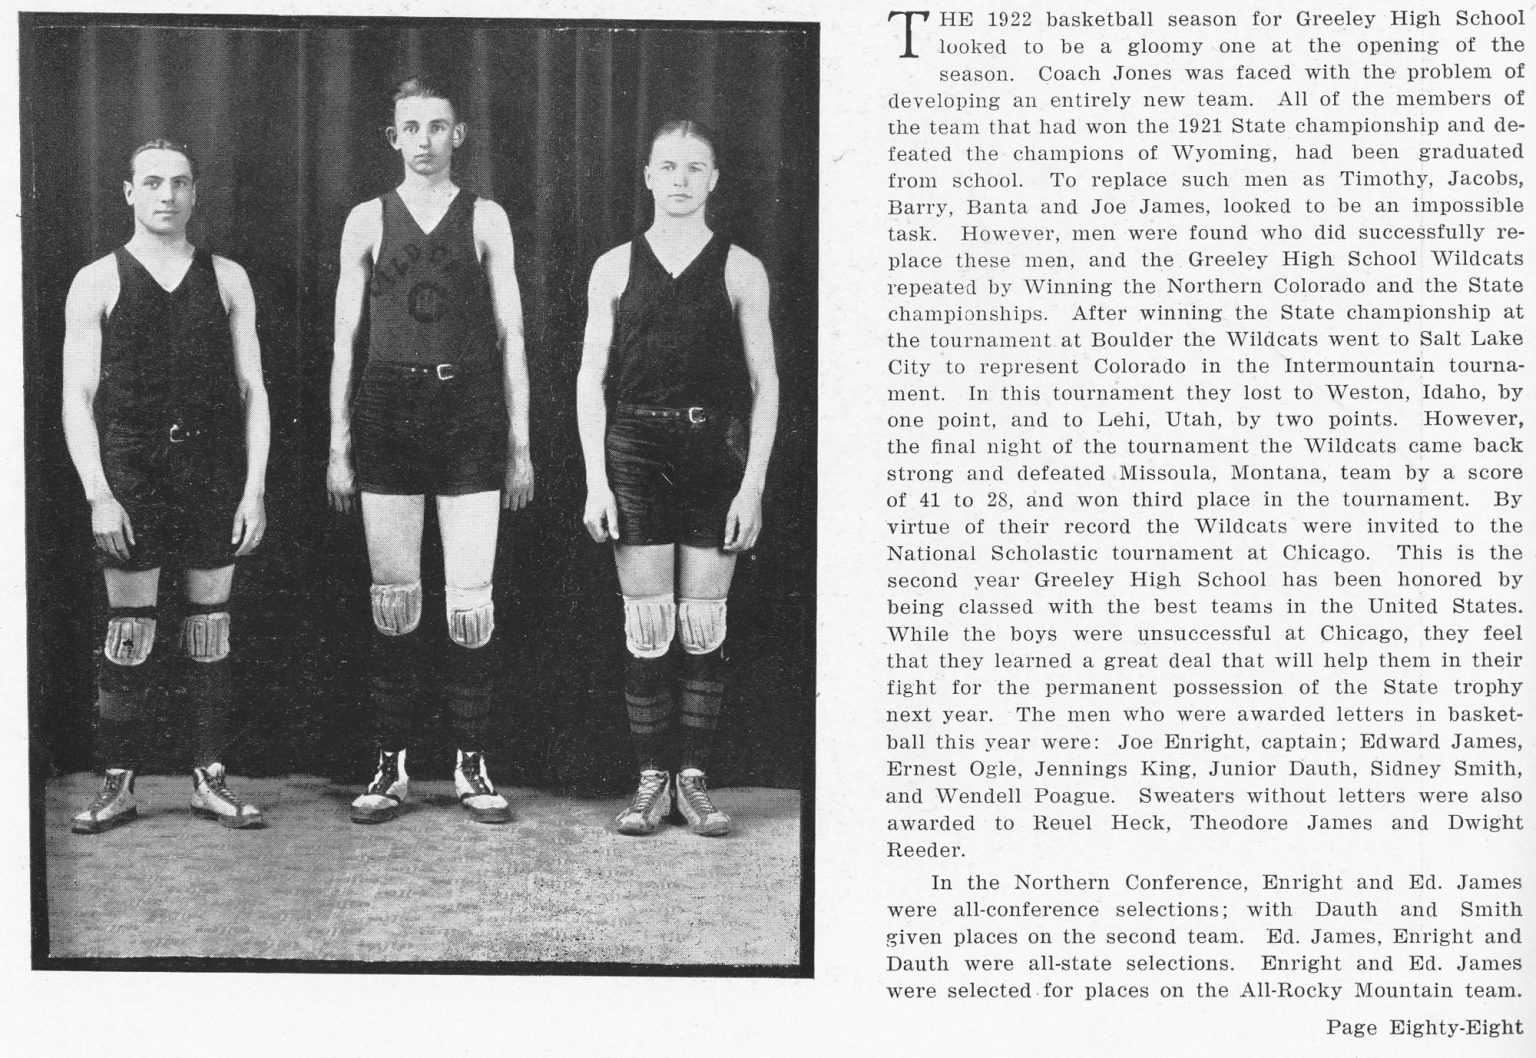 WILDCA
THE 1922 basketball season for Greeley High School
looked to be a gloomy one at the opening of the
season. Coach Jones was faced with the problem of
developing an entirely new team. All of the members of
the team that had won the 1921 State championship and de-
feated the champions of Wyoming, had been graduated
from school. To replace such men as Timothy, Jacobs,
Barry, Banta and Joe James, looked to be an impossible
task. However, men were found who did successfully re-
place these men, and the Greeley High School Wildcats
repeated by Winning the Northern Colorado and the State
championships. After winning the State championship at
the tournament at Boulder the Wildcats went to Salt Lake
City to represent Colorado in the Intermountain tourna-
ment. In this tournament they lost to Weston, Idaho, by
one point, and to Lehi, Utah, by two points. However,
the final night of the tournament the Wildcats came back
strong and defeated Missoula, Montana, team by a score
of 41 to 28, and won third place in the tournament. By
virtue of their record the Wildcats were invited to the
National Scholastic tournament at Chicago. This is the
second year Greeley High School has been honored by
being classed with the best teams in the United States.
While the boys were unsuccessful at Chicago, they feel
that they learned a great deal that will help them in their
fight for the permanent possession of the State trophy
next year. The men who were awarded letters in basket-
ball this year were: Joe Enright, captain; Edward James,
Ernest Ogle, Jennings King, Junior Dauth, Sidney Smith,
and Wendell Poague. Sweaters without letters were also
awarded to Reuel Heck, Theodore James and Dwight
Reeder.
In the Northern Conference, Enright and Ed. James
were all-conference selections; with Dauth and Smith
given places on the second team. Ed. James, Enright and
Dauth were all-state selections. Enright and Ed. James
were selected for places on the All-Rocky Mountain team.
Page Eighty-Eight